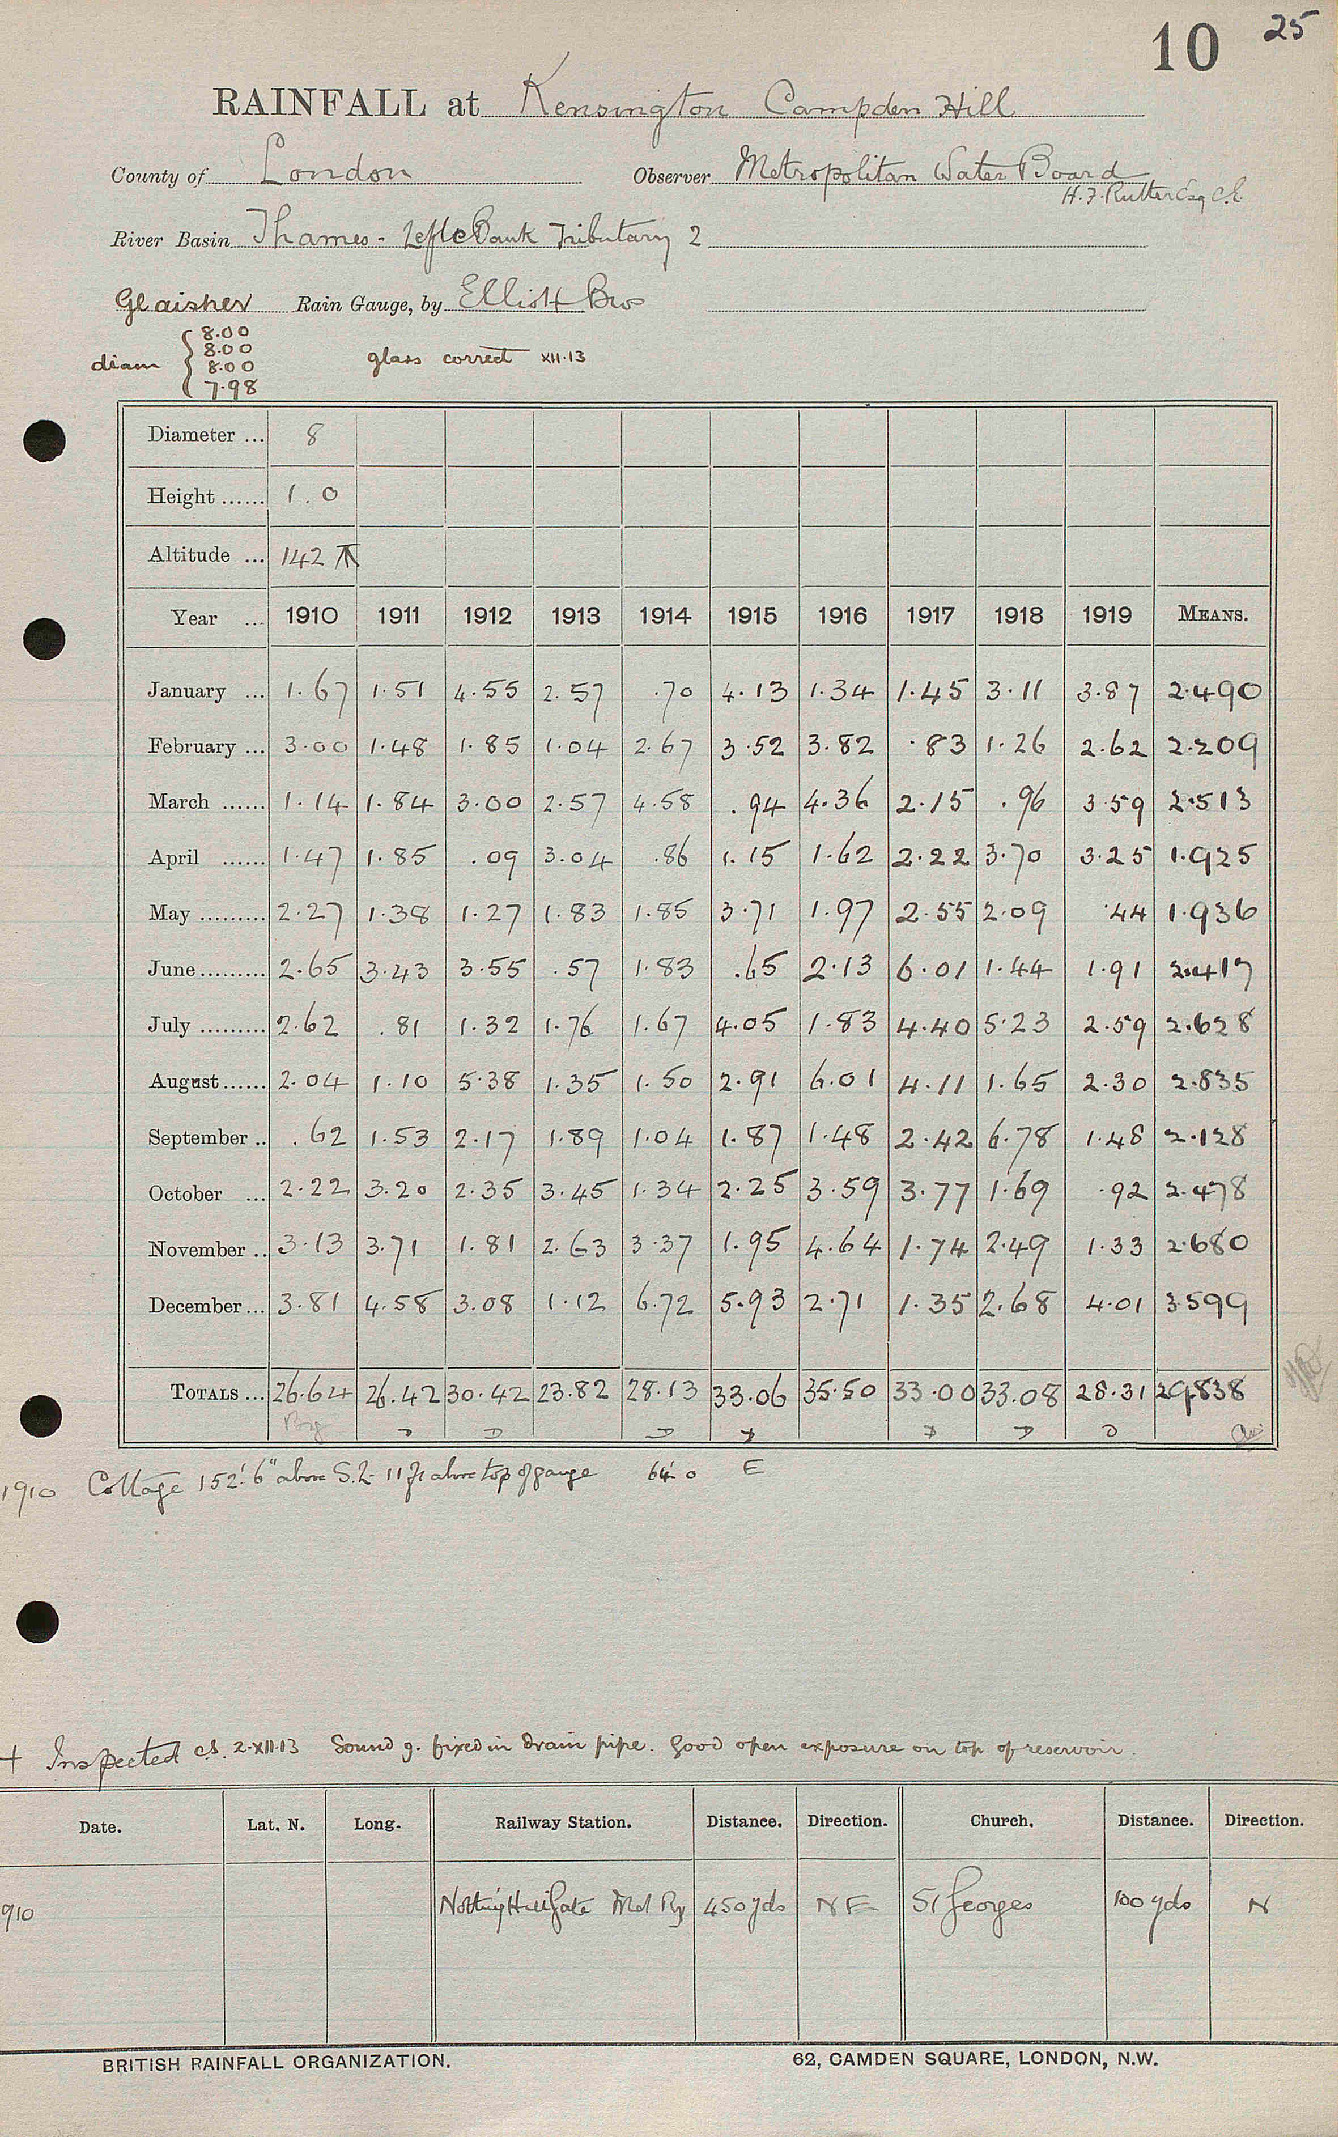 10 25
RAINFALL at Kensington Campden Hill
County of London Observer Metropolitan Water Board
H. F. Rutter Esq C.E.
River Basin Thames - Left Bank Tributary 2
Glaisher Rain Gauge, by Elliott Bros
diam { 8.00
8.00
8.00
7.98
glass correct XII.13
Diameter ... 8
Height ...... 1.0
Altitude ... 142
Year ... 1910 1911 1912 1913 1914 1915 1916 1917 1918 1919 MEANS.
January ... 1.67 1.51 4.55 2.57 .70 4.13 1.34 1.45 3.11 3.87 2.490
February ... 3.00 1.48 1.85 1.04 2.67 3.52 3.82 .83 1.26 2.62 2.209
March ...... 1.14 1.84 3.00 2.57 4.58 .94 4.36 2.15 .96 3.59 2.513
April ...... 1.47 1.85 .09 3.04 .86 1.15 1.62 2.22 3.70 3.25 1.925
May ......... 2.27 1.38 1.27 1.83 1.85 3.71 1.97 2.55 2.09 .44 1.936
June ......... 2.65 3.43 3.55 .57 1.83 .65 2.13 6.01 1.44 1.91 2.417
July ......... 2.62 .81 1.32 1.76 1.67 4.05 1.83 4.40 5.23 2.59 2.628
August ...... 2.04 1.10 5.38 1.35 1.50 2.91 6.01 4.11 1.65 2.30 2.835
September .. .62 1.53 2.17 1.89 1.04 1.87 1.48 2.42 6.78 1.48 2.128
October ... 2.22 3.20 2.35 3.45 1.34 2.25 3.59 3.77 1.69 .92 2.478
November .. 3.13 3.71 1.81 2.63 3.37 1.95 4.64 1.74 2.49 1.33 2.680
December ... 3.81 4.58 3.08 1.12 6.72 5.93 2.71 1.35 2.68 4.01 3.599
TOTALS ... 26.64 26.42 30.42 23.82 28.13 33.06 35.50 33.00 33.08 28.31 29.838
1910 Cottage 152' 6" above S.L. 11 ft above top of gauge 64' 0 E
+ Inspected c.s. 2.XII.13 Sound g. fixed in drain pipe. Good open exposure on top of reservoir.
Date. Lat. N. Long. Railway Station. Distance. Direction. Church. Distance. Direction.
910 Notting Hill Gate Met Ry 450 yds NE St Georges 100 yds N
BRITISH RAINFALL ORGANIZATION. 62, CAMDEN SQUARE, LONDON, N.W.